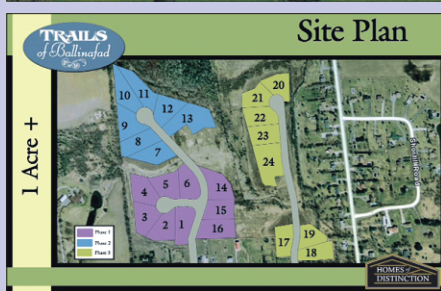 TRAILS
of Ballinafad
Site Plan
1 Acre +
10
11
12
13
9
8
7
20
21
22
23
24
5
6
4
3
2
1
14
15
16
17
19
18
Phase 1
Phase 2
Phase 3
HOMES of
DISTINCTION